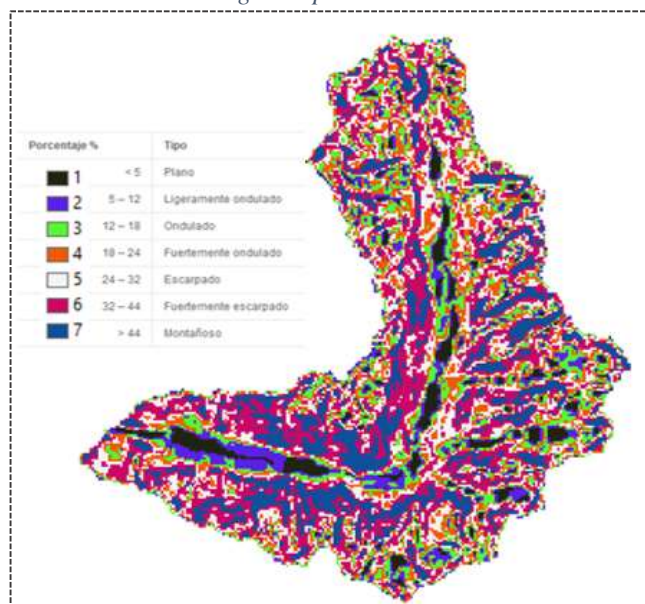 Porcentaje % Tipo
1 < 5 Plano
2 5 – 12 Ligeramente ondulado
3 12 – 18 Ondulado
4 18 – 24 Fuertemente ondulado
5 24 – 32 Escarpado
6 32 – 44 Fuertemente escarpado
7 > 44 Montañoso